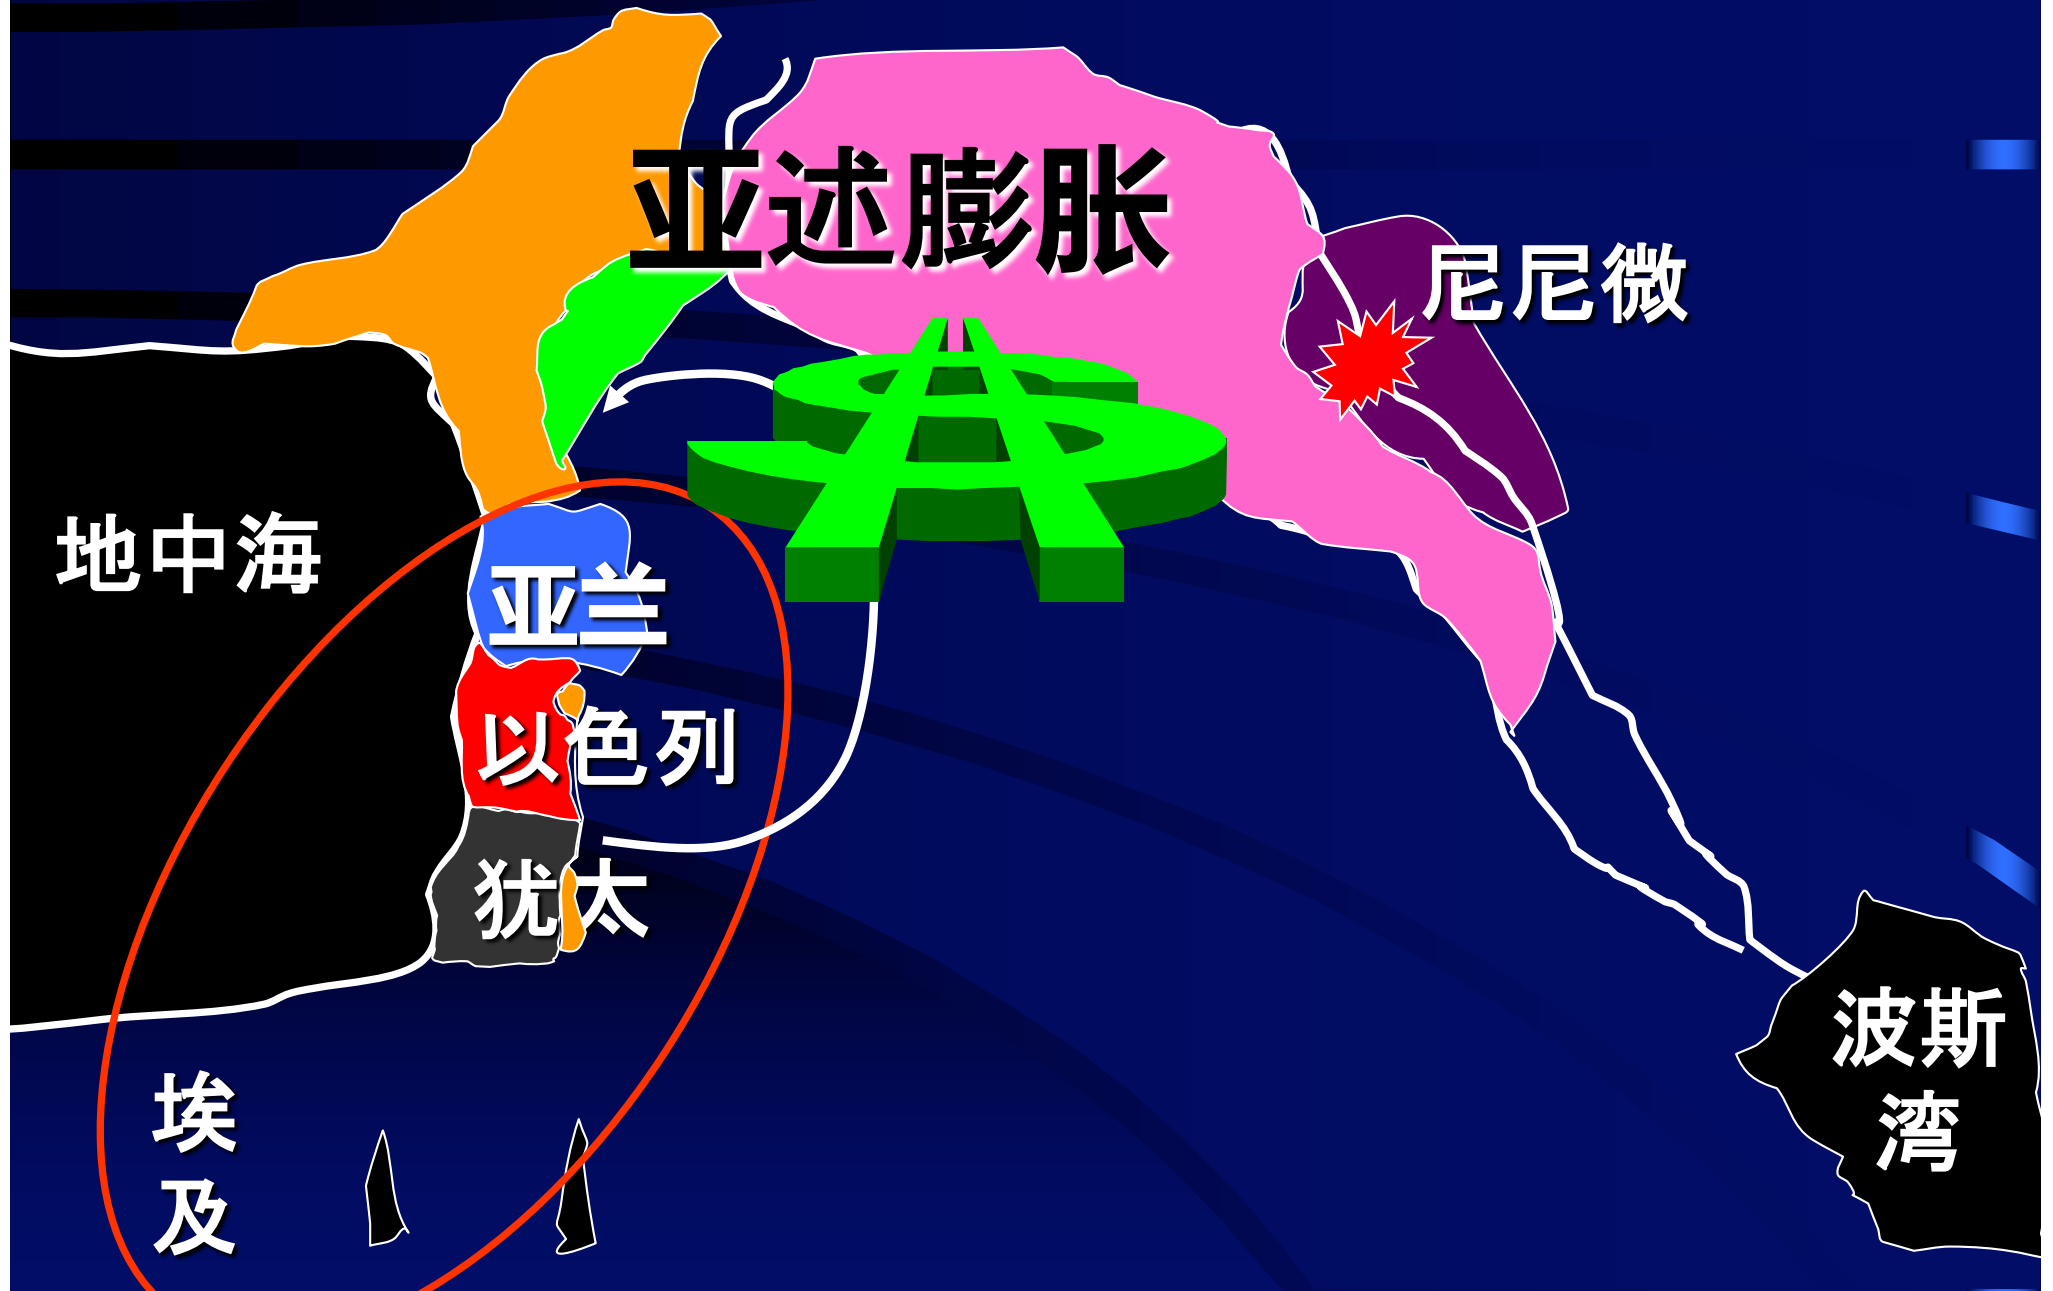 亚述膨胀
尼尼微
地中海
$
亚兰
以色列
犹太
波斯
湾
埃
及